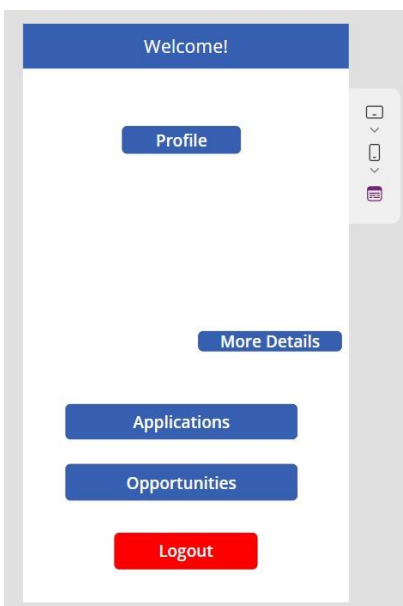 Welcome!
Profile
More Details
Applications
Opportunities
Logout